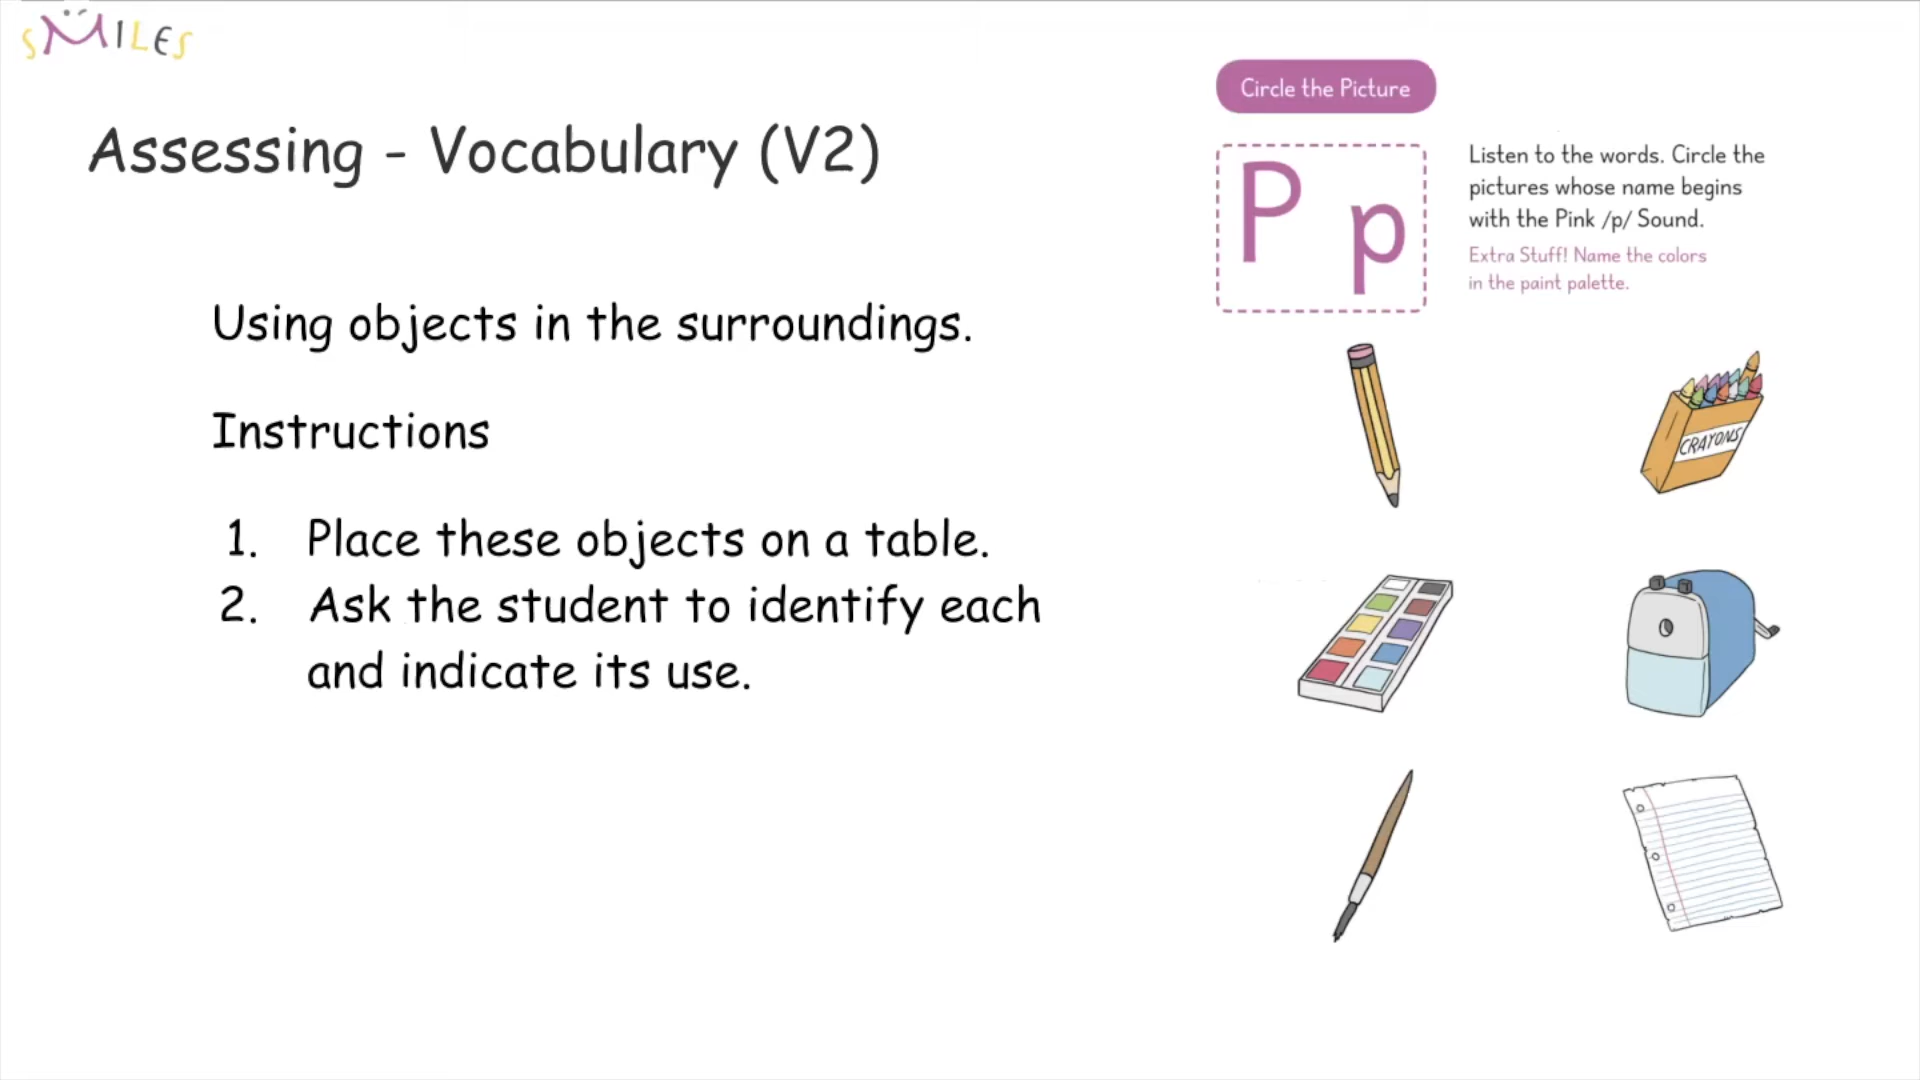 SMILES
Assessing - Vocabulary (V2)
Using objects in the surroundings.
Instructions
1. Place these objects on a table.
2. Ask the student to identify each
and indicate its use.
Circle the Picture
P p
Listen to the words. Circle the
pictures whose name begins
with the Pink /p/ Sound.
Extra Stuff! Name the colors
in the paint palette.
CRAYONS